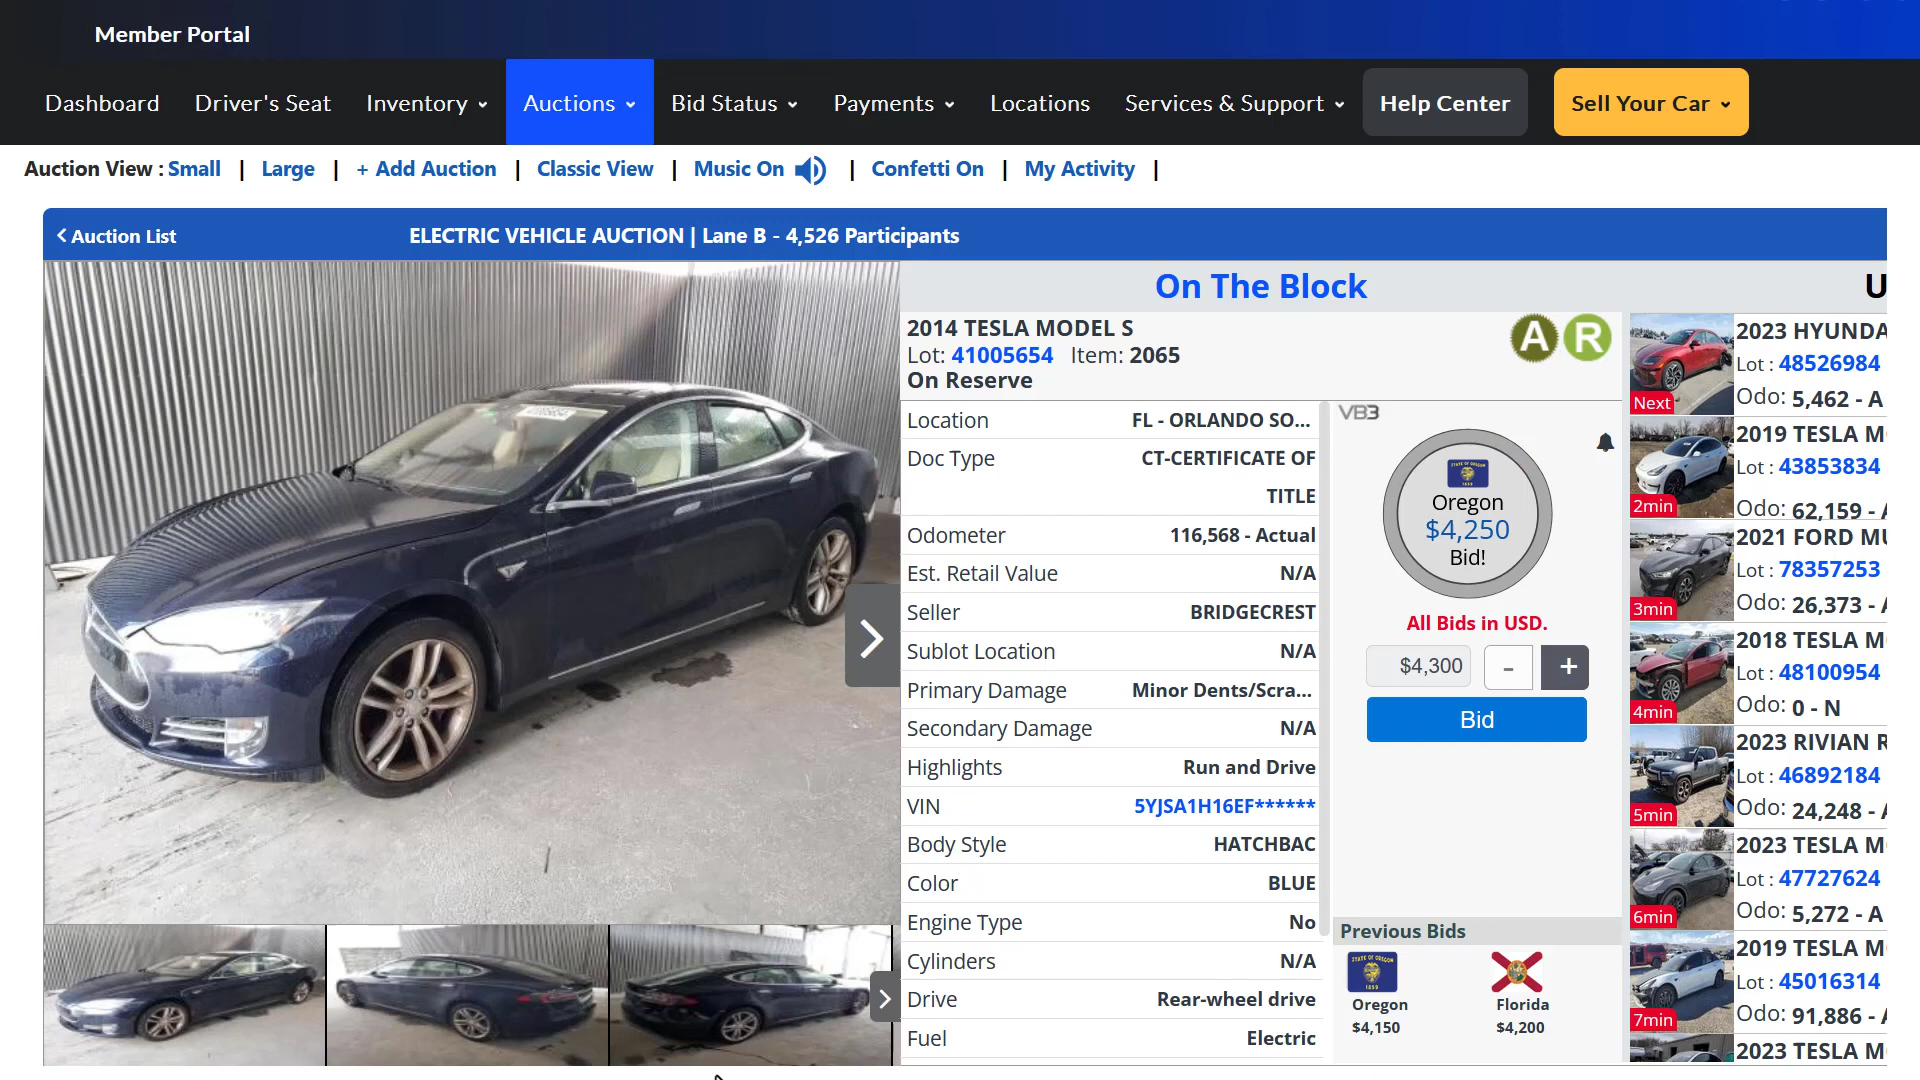 Member Portal
Dashboard
Driver's Seat
Inventory
Auctions
Bid Status
Payments
Locations
Services & Support
Help Center
Sell Your Car
Auction View : Small | Large | + Add Auction | Classic View | Music On | Confetti On | My Activity |
Auction List
ELECTRIC VEHICLE AUCTION | Lane B - 4,526 Participants
On The Block
U
2014 TESLA MODEL S
Lot: 41005654 Item: 2065
On Reserve
A R
Location FL - ORLANDO SO...
Doc Type CT-CERTIFICATE OF
TITLE
Odometer 116,568 - Actual
Est. Retail Value N/A
Seller BRIDGECREST
Sublot Location N/A
Primary Damage Minor Dents/Scra...
Secondary Damage N/A
Highlights Run and Drive
VIN 5YJSA1H16EF******
Body Style HATCHBAC
Color BLUE
Engine Type No
Cylinders N/A
Drive Rear-wheel drive
Fuel Electric
VB3
STATE OF OREGON
1859
Oregon
$4,250
Bid!
All Bids in USD.
$4,300 - +
Bid
Previous Bids
STATE OF OREGON
1859
Oregon
$4,150
Florida
$4,200
2023 HYUNDA
Lot : 48526984
Odo: 5,462 - A
Next
2019 TESLA M
Lot : 43853834
Odo: 62,159 -
2min
2021 FORD MU
Lot : 78357253
Odo: 26,373 -
3min
2018 TESLA M
Lot : 48100954
Odo: 0 - N
4min
2023 RIVIAN R
Lot : 46892184
Odo: 24,248 -
5min
2023 TESLA M
Lot : 47727624
Odo: 5,272 - A
6min
2019 TESLA M
Lot : 45016314
Odo: 91,886 -
7min
2023 TESLA M